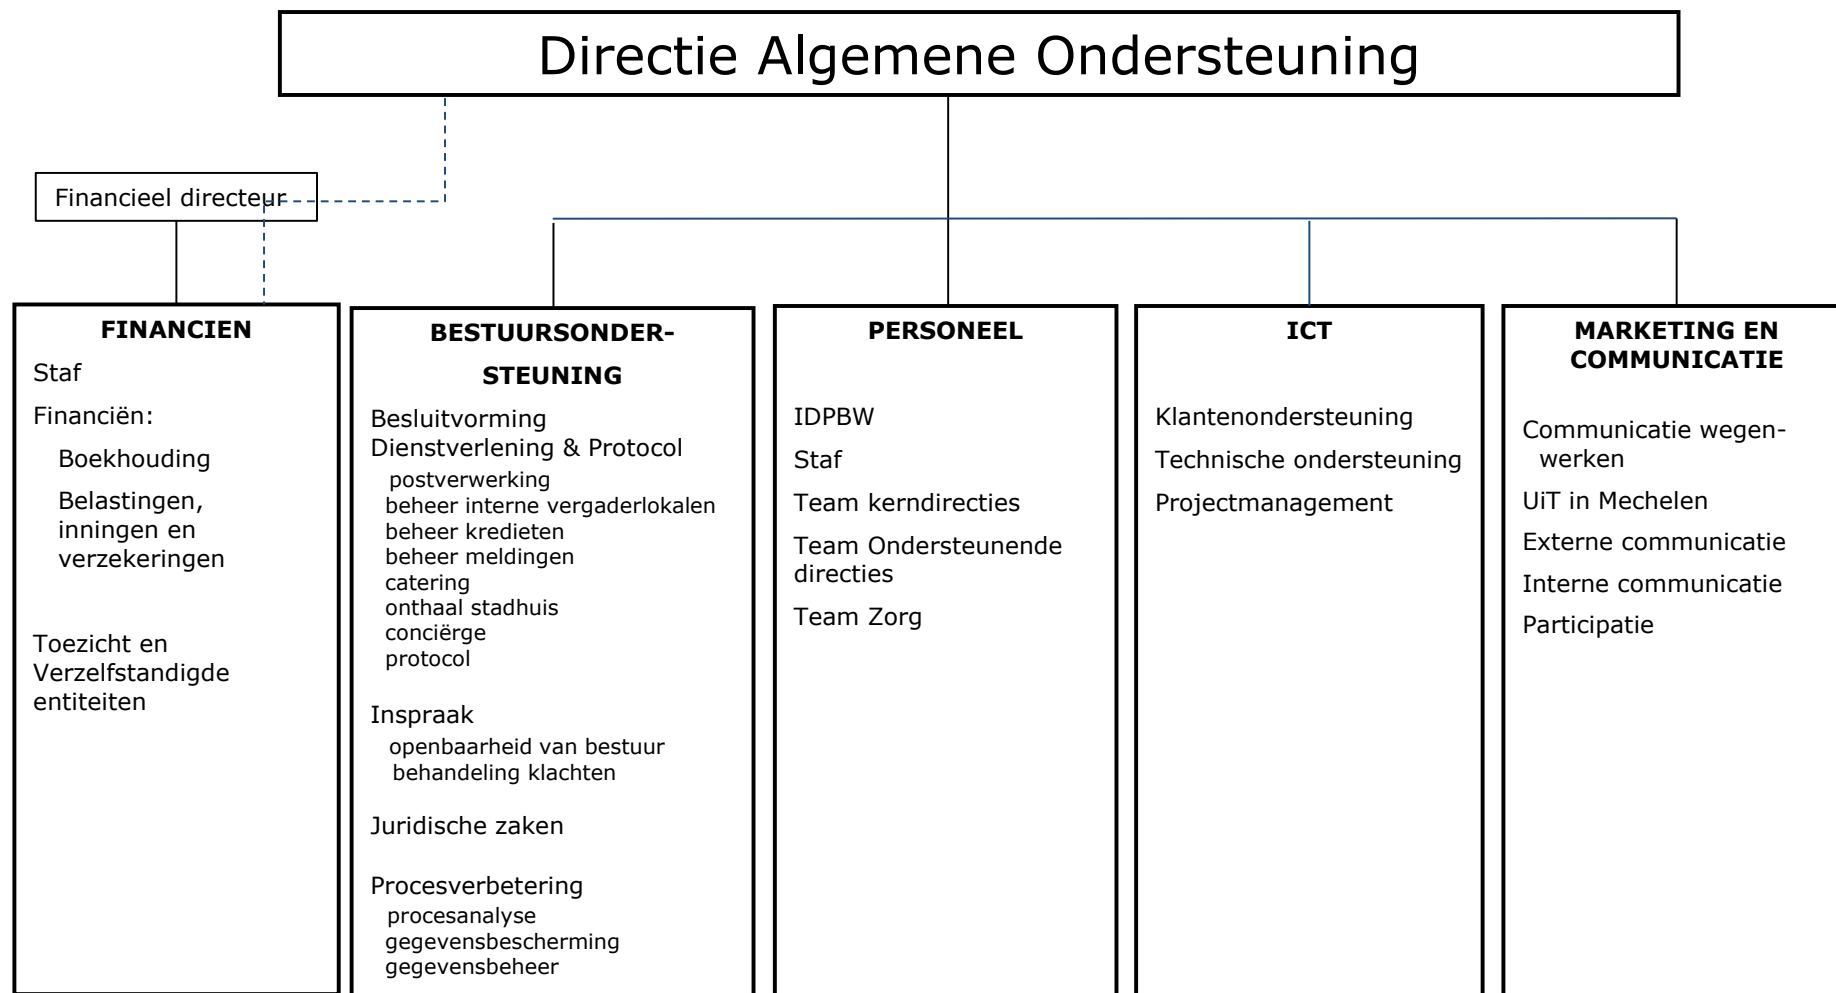 Directie Algemene Ondersteuning
Financieel directeur
FINANCIEN
Staf
Financiën:
Boekhouding
Belastingen,
inningen en
verzekeringen
Toezicht en
Verzelfstandigde
entiteiten
BESTUURSONDER-
STEUNING
Besluitvorming
Dienstverlening & Protocol
postverwerking
beheer interne vergaderlokalen
beheer kredieten
beheer meldingen
catering
onthaal stadhuis
conciërge
protocol
Inspraak
openbaarheid van bestuur
behandeling klachten
Juridische zaken
Procesverbetering
procesanalyse
gegevensbescherming
gegevensbeheer
PERSONEEL
IDPBW
Staf
Team kerndirecties
Team Ondersteunende
directies
Team Zorg
ICT
Klantenondersteuning
Technische ondersteuning
Projectmanagement
MARKETING EN
COMMUNICATIE
Communicatie wegen-
werken
UiT in Mechelen
Externe communicatie
Interne communicatie
Participatie